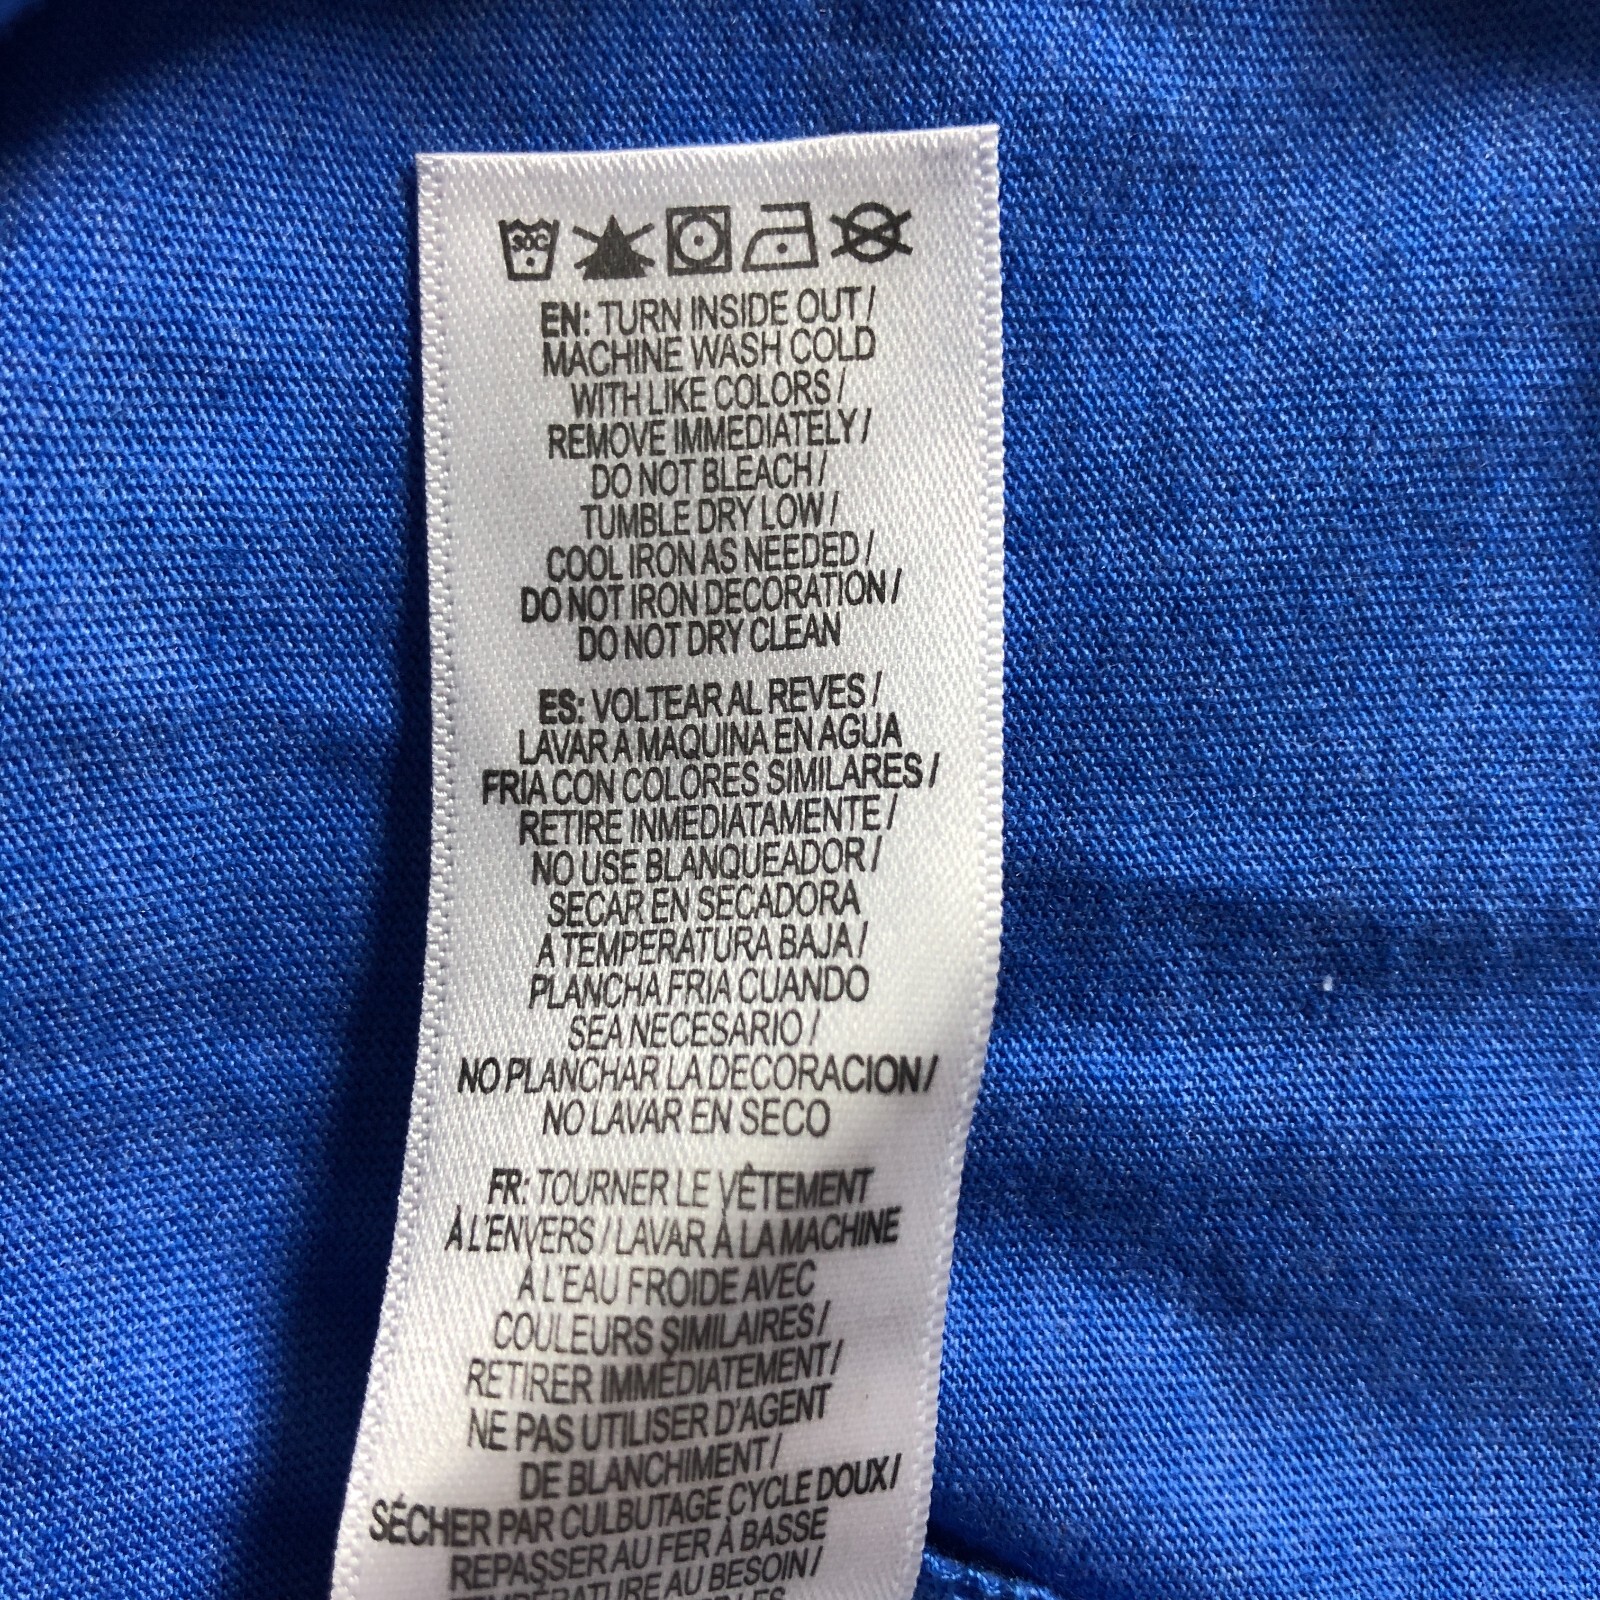 30C
EN: TURN INSIDE OUT /
MACHINE WASH COLD
WITH LIKE COLORS /
REMOVE IMMEDIATELY /
DO NOT BLEACH /
TUMBLE DRY LOW /
COOL IRON AS NEEDED /
DO NOT IRON DECORATION /
DO NOT DRY CLEAN
ES: VOLTEAR AL REVES /
LAVAR A MAQUINA EN AGUA
FRIA CON COLORES SIMILARES /
RETIRE INMEDIATAMENTE /
NO USE BLANQUEADOR /
SECAR EN SECADORA
A TEMPERATURA BAJA /
PLANCHA FRIA CUANDO
SEA NECESARIO /
NO PLANCHAR LA DECORACION /
NO LAVAR EN SECO
FR: TOURNER LE VÊTEMENT
À L'ENVERS / LAVAR À LA MACHINE
À L'EAU FROIDE AVEC
COULEURS SIMILAIRES /
RETIRER IMMÉDIATEMENT /
NE PAS UTILISER D'AGENT
DE BLANCHIMENT /
SÉCHER PAR CULBUTAGE CYCLE DOUX /
REPASSER AU FER À BASSE
TEMPÉRATURE AU BESOIN /